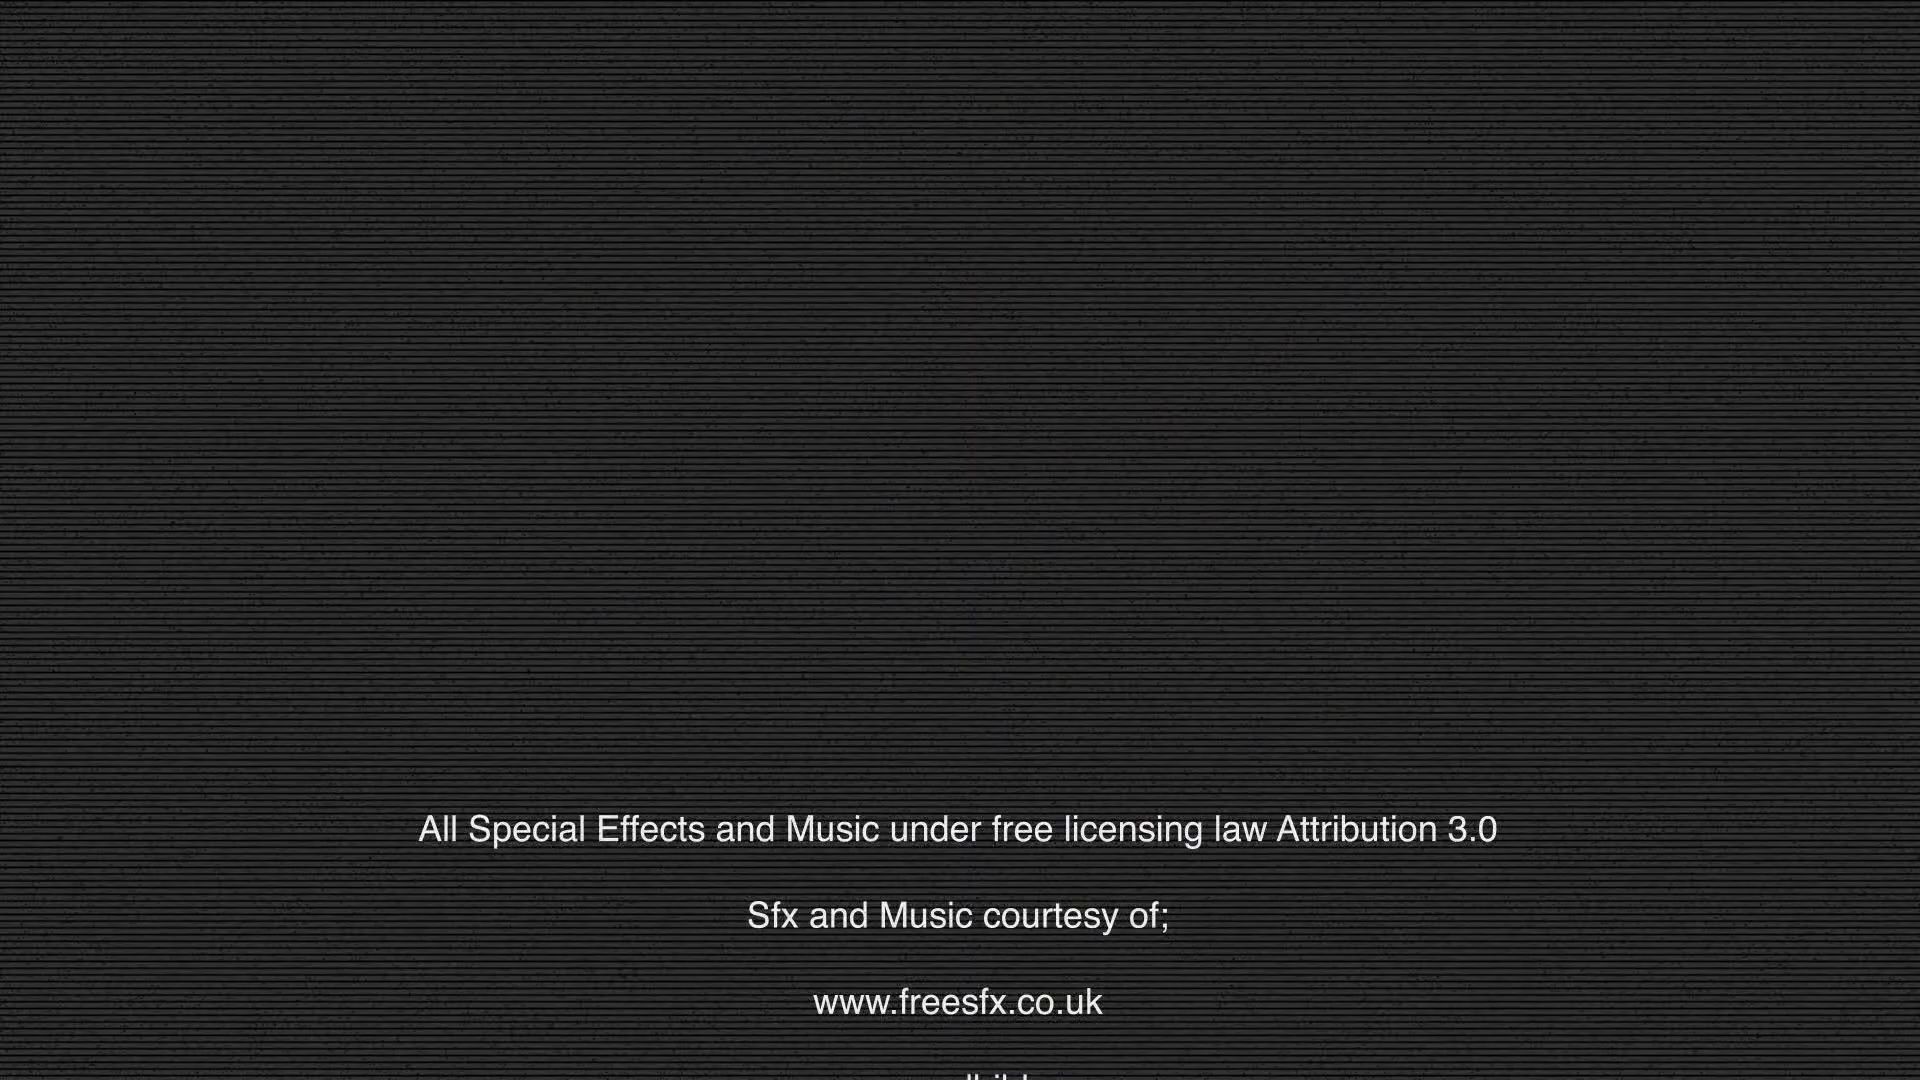 All Special Effects and Music under free licensing law Attribution 3.0
Sfx and Music courtesy of;
www.freesfx.co.uk